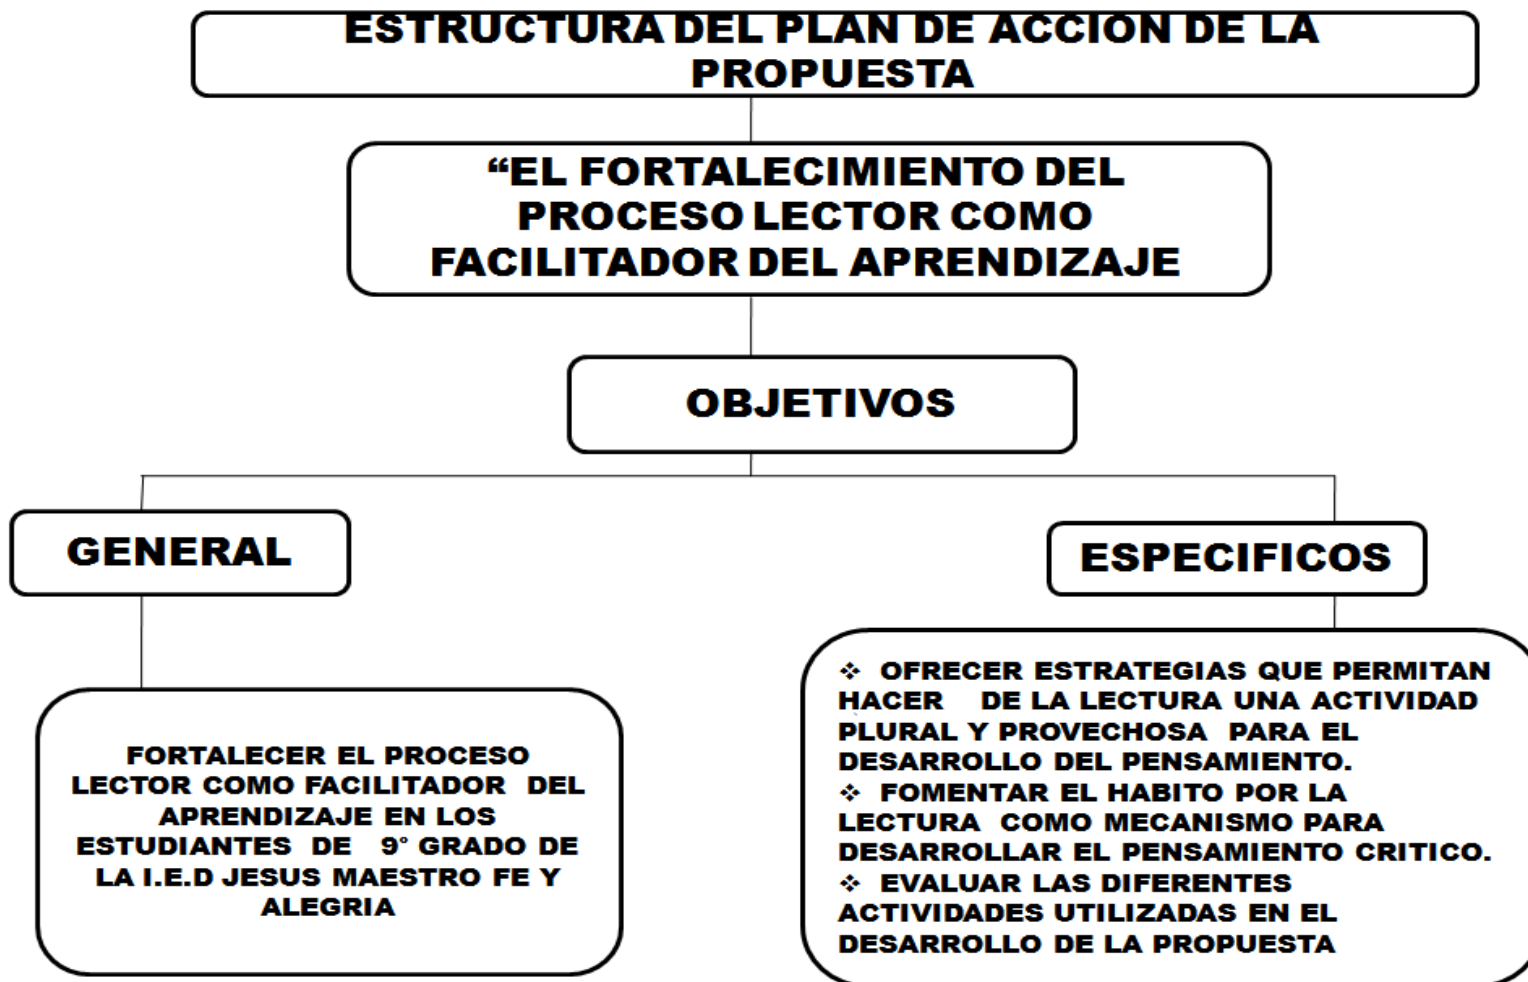 ESTRUCTURA DEL PLAN DE ACCION DE LA
PROPUESTA
“EL FORTALECIMIENTO DEL
PROCESO LECTOR COMO
FACILITADOR DEL APRENDIZAJE
OBJETIVOS
GENERAL
ESPECIFICOS
FORTALECER EL PROCESO
LECTOR COMO FACILITADOR DEL
APRENDIZAJE EN LOS
ESTUDIANTES DE 9° GRADO DE
LA I.E.D JESUS MAESTRO FE Y
ALEGRIA
❖ OFRECER ESTRATEGIAS QUE PERMITAN
HACER DE LA LECTURA UNA ACTIVIDAD
PLURAL Y PROVECHOSA PARA EL
DESARROLLO DEL PENSAMIENTO.
❖ FOMENTAR EL HABITO POR LA
LECTURA COMO MECANISMO PARA
DESARROLLAR EL PENSAMIENTO CRITICO.
❖ EVALUAR LAS DIFERENTES
ACTIVIDADES UTILIZADAS EN EL
DESARROLLO DE LA PROPUESTA